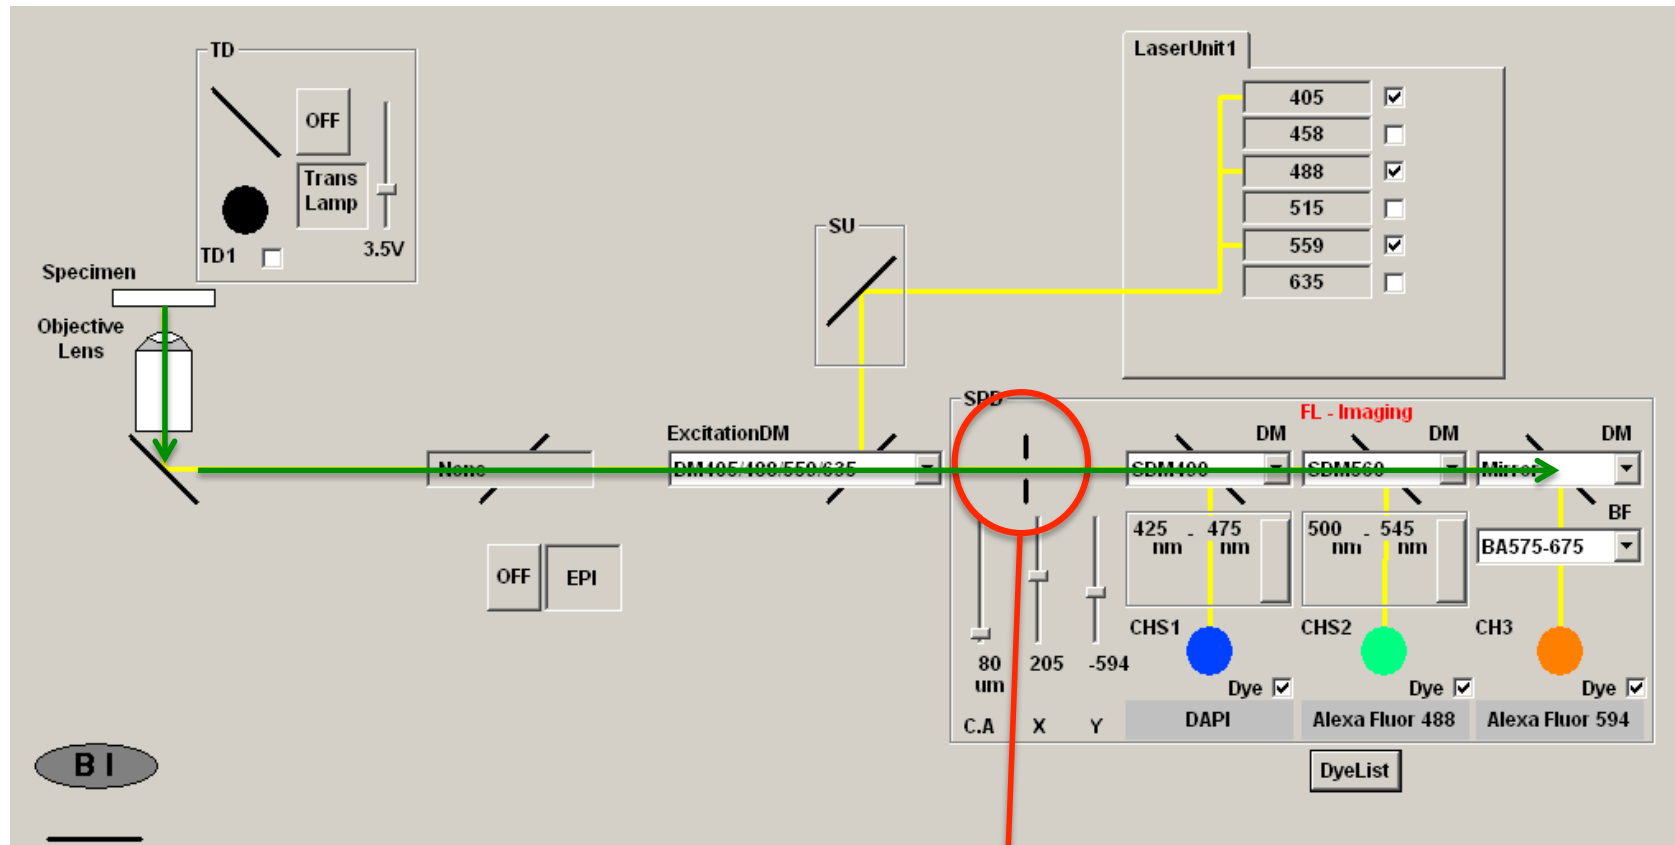 TD
OFF
Trans
Lamp
TD1
3.5V
LaserUnit1
405
458
488
515
559
635
SU
Specimen
Objective
Lens
None
ExcitationDM
DM405/488/559/635
OFF
EPI
SPD
FL - Imaging
DM
DM
DM
SDM490
SDM560
Mirror
BF
425 - 475
nm nm
500 - 545
nm nm
BA575-675
CHS1
CHS2
CH3
80
um
205
-594
C.A
X
Y
Dye
Dye
Dye
DAPI
Alexa Fluor 488
Alexa Fluor 594
DyeList
B I